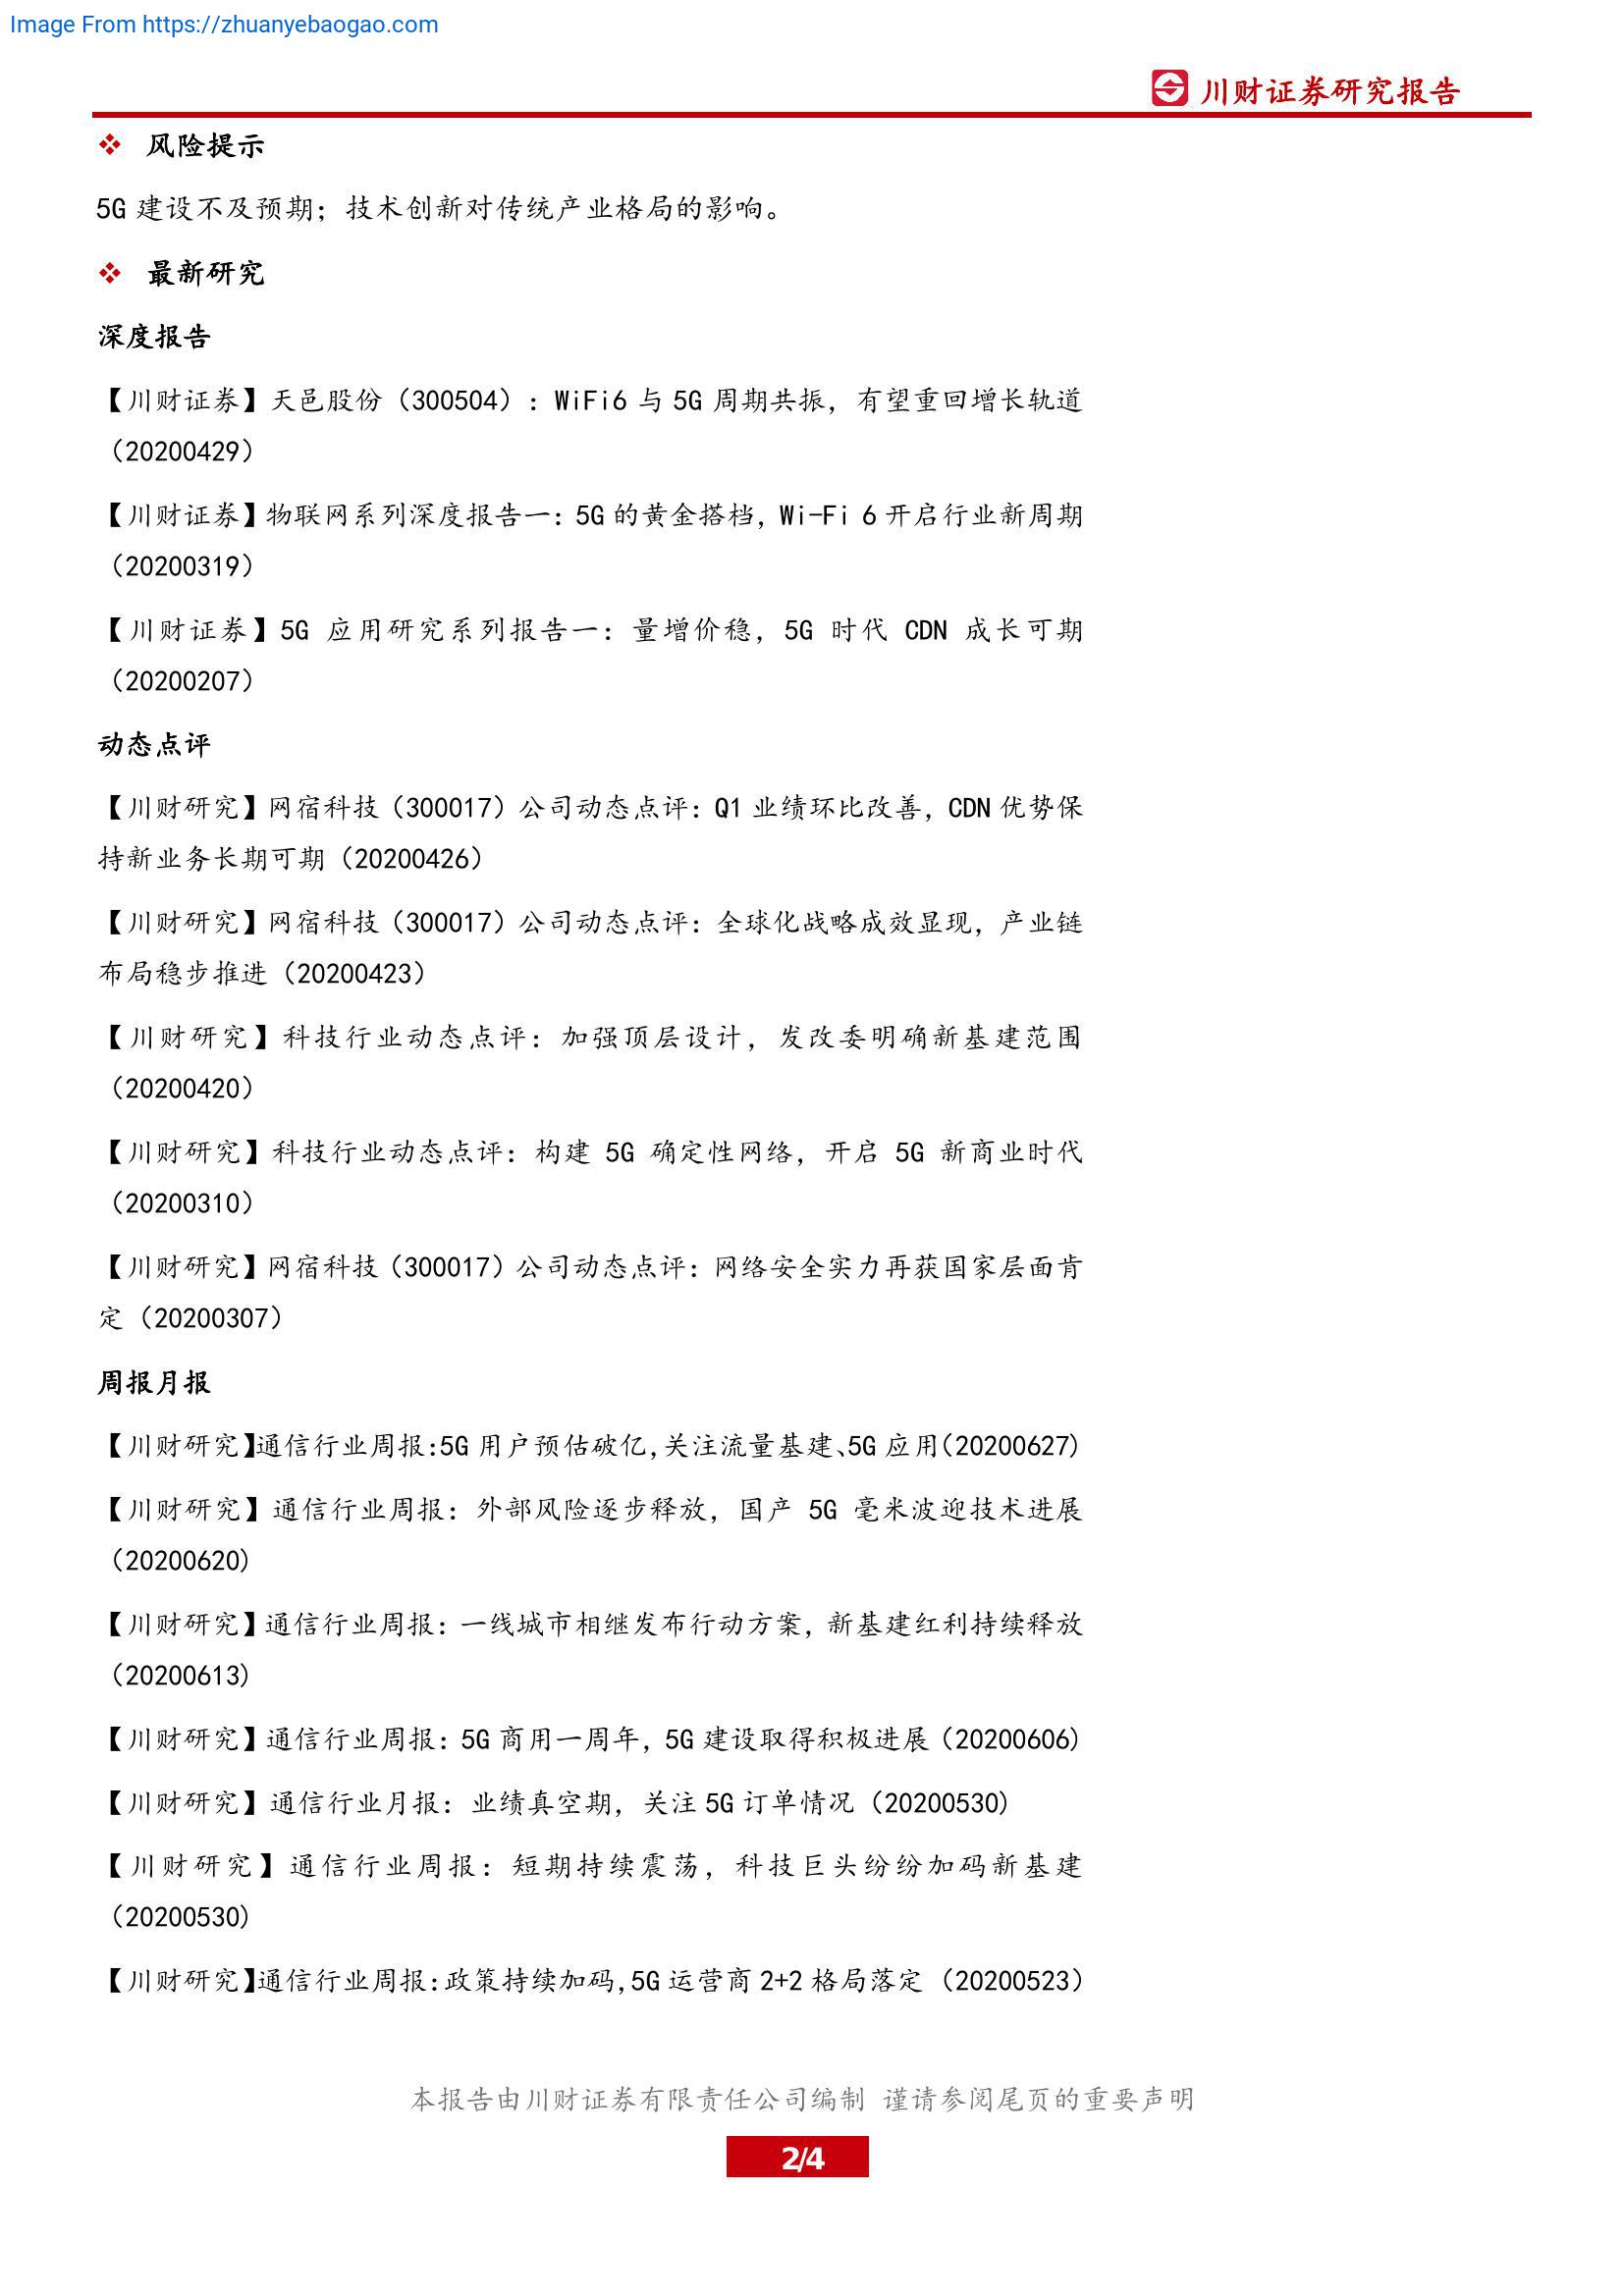 Image From https://zhuanyebaogao.com
川财证券研究报告
❖ 风险提示
5G 建设不及预期；技术创新对传统产业格局的影响。
❖ 最新研究
深度报告
【川财证券】天邑股份（300504）：WiFi6 与 5G 周期共振，有望重回增长轨道
（20200429）
【川财证券】物联网系列深度报告一：5G 的黄金搭档，Wi-Fi 6 开启行业新周期
（20200319）
【川财证券】5G 应用研究系列报告一：量增价稳，5G 时代 CDN 成长可期
（20200207）
动态点评
【川财研究】网宿科技（300017）公司动态点评：Q1 业绩环比改善，CDN 优势保
持新业务长期可期（20200426）
【川财研究】网宿科技（300017）公司动态点评：全球化战略成效显现，产业链
布局稳步推进（20200423）
【川财研究】科技行业动态点评：加强顶层设计，发改委明确新基建范围
（20200420）
【川财研究】科技行业动态点评：构建 5G 确定性网络，开启 5G 新商业时代
（20200310）
【川财研究】网宿科技（300017）公司动态点评：网络安全实力再获国家层面肯
定（20200307）
周报月报
【川财研究】通信行业周报：5G 用户预估破亿，关注流量基建、5G 应用（20200627）
【川财研究】通信行业周报：外部风险逐步释放，国产 5G 毫米波迎技术进展
（20200620)
【川财研究】通信行业周报：一线城市相继发布行动方案，新基建红利持续释放
（20200613)
【川财研究】通信行业周报：5G 商用一周年，5G 建设取得积极进展（20200606)
【川财研究】通信行业月报：业绩真空期，关注 5G 订单情况（20200530)
【川财研究】通信行业周报：短期持续震荡，科技巨头纷纷加码新基建
（20200530)
【川财研究】通信行业周报：政策持续加码，5G 运营商 2+2 格局落定（20200523）
本报告由川财证券有限责任公司编制 谨请参阅尾页的重要声明
2/4